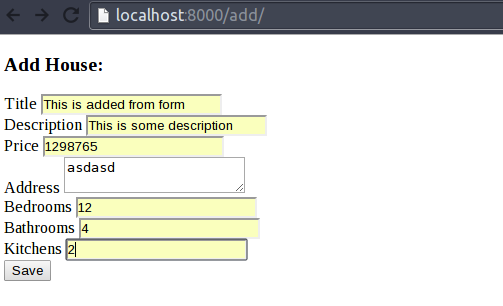 localhost:8000/add/
Add House:
Title This is added from form
Description This is some description
Price 1298765
Address asdasd
Bedrooms 12
Bathrooms 4
Kitchens 2
Save